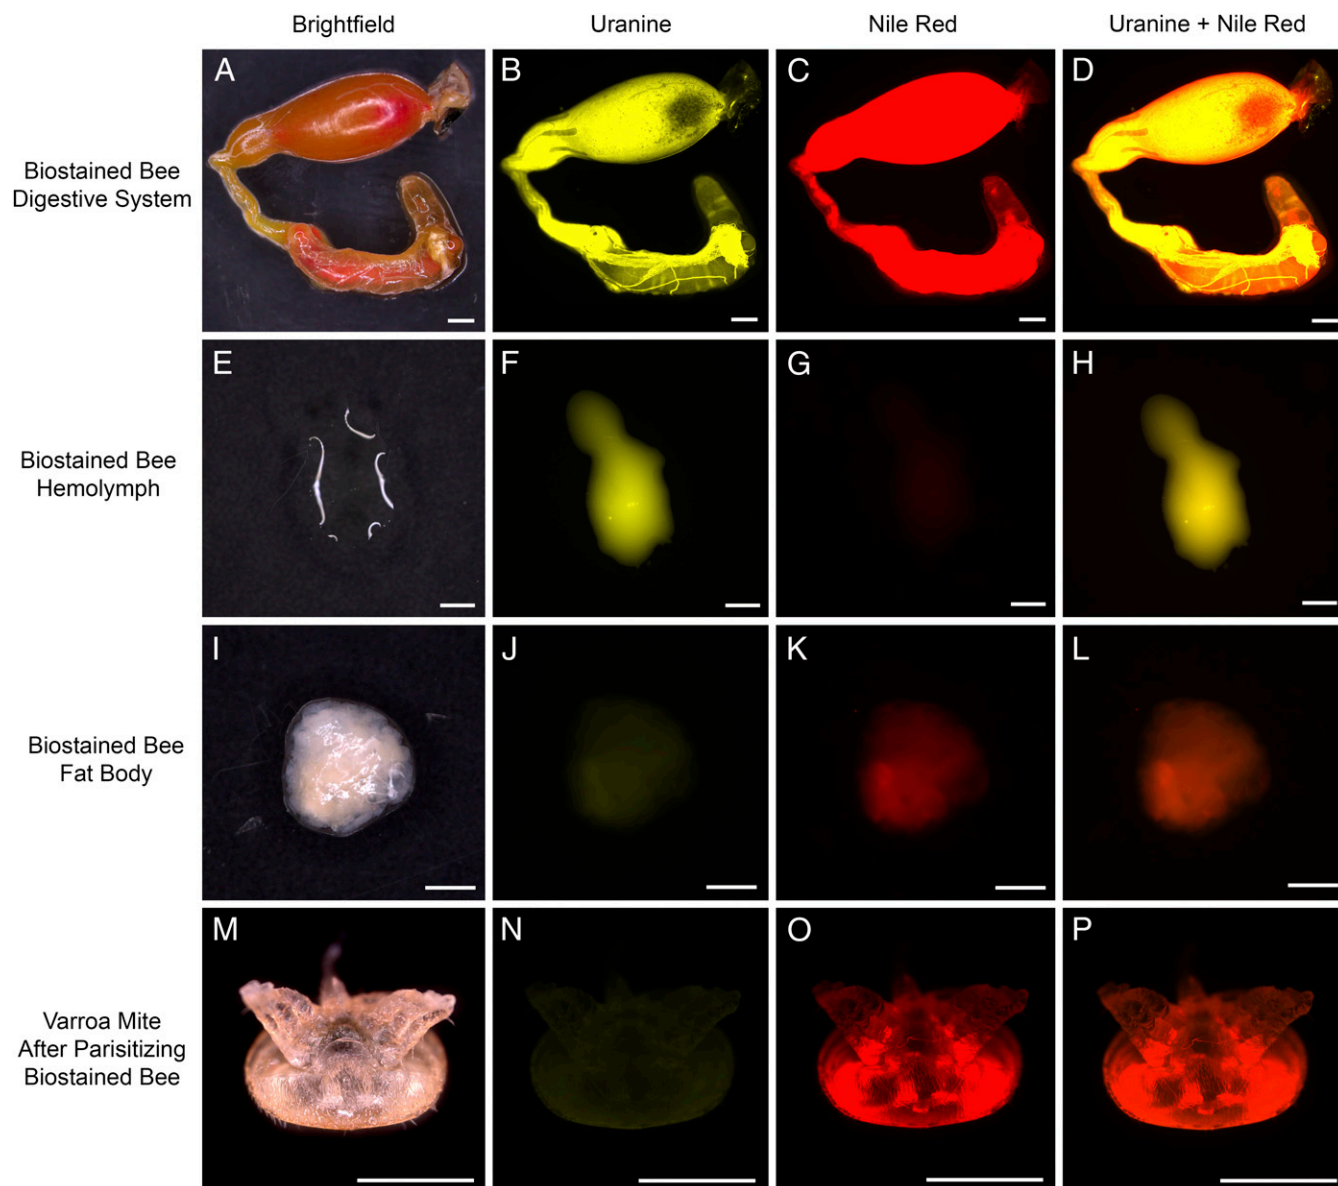 Brightfield
Uranine
Nile Red
Uranine + Nile Red
Biostained Bee
Digestive System
A
B
C
D
Biostained Bee
Hemolymph
E
F
G
H
Biostained Bee
Fat Body
I
J
K
L
Varroa Mite
After Parisitizing
Biostained Bee
M
N
O
P